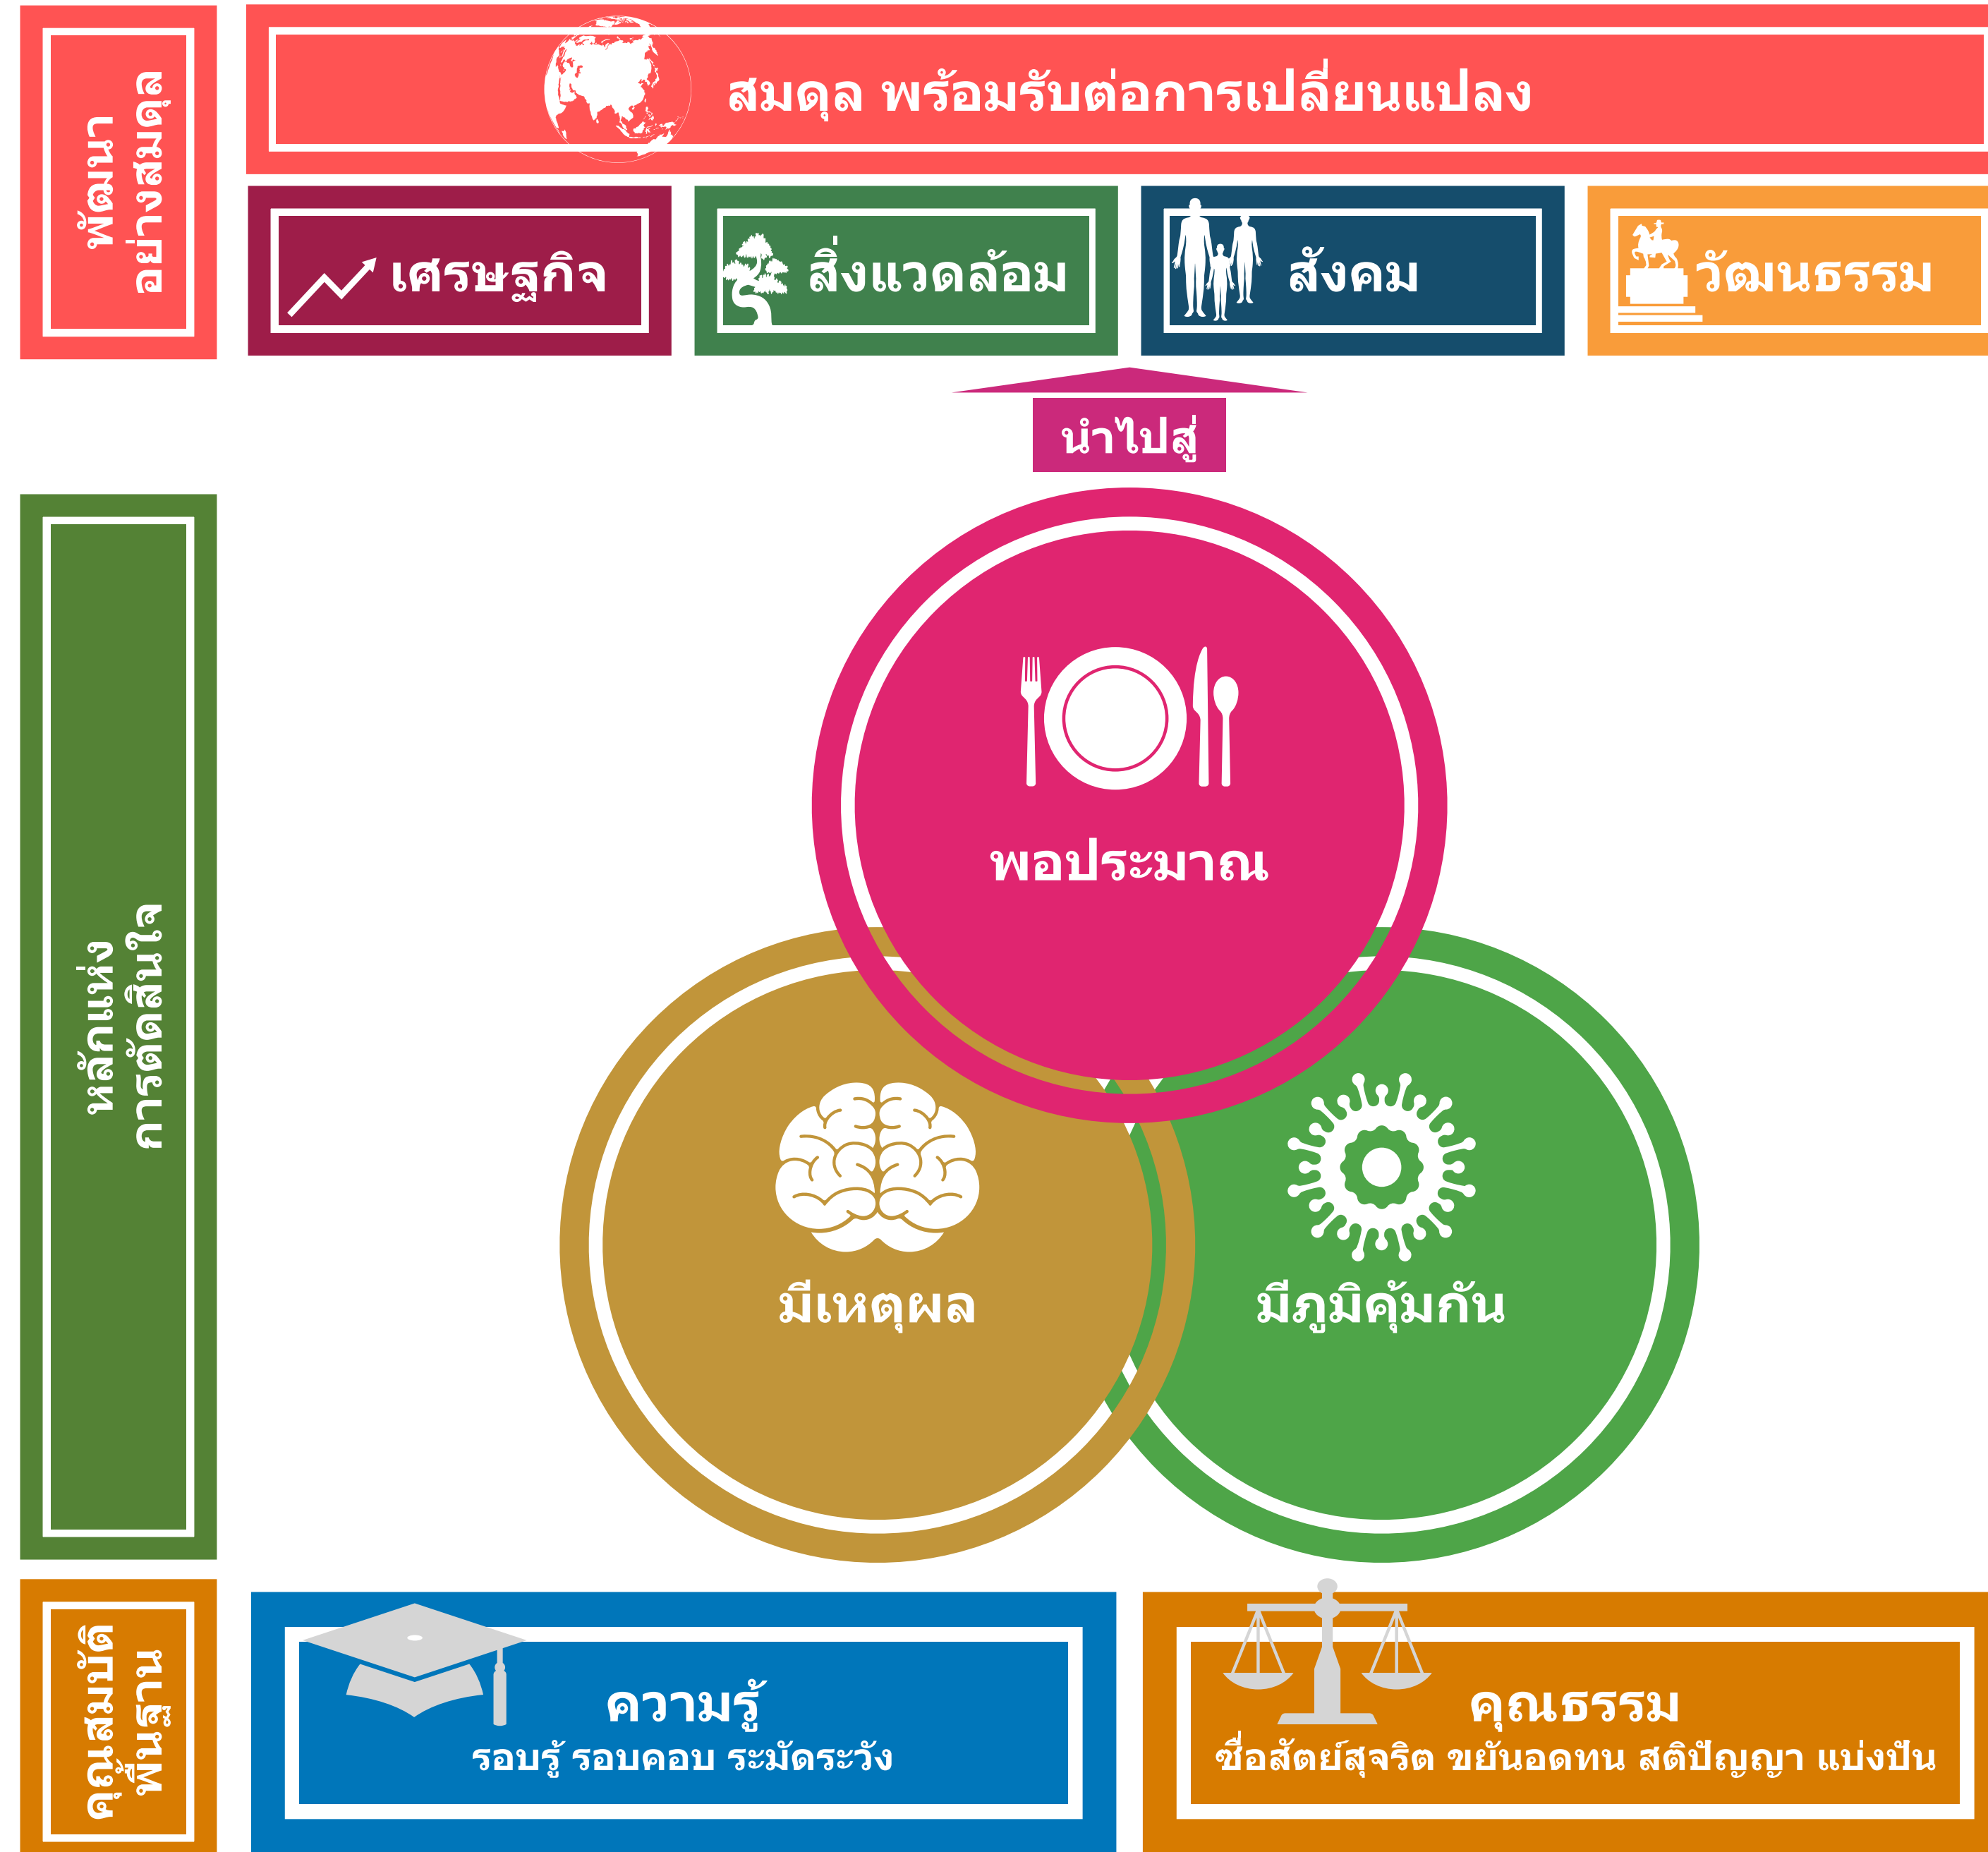 พัฒนา
อย่างสมดุล
สมดุล พร้อมรับต่อการเปลี่ยนแปลง
เศรษฐกิจ
สิ่งแวดล้อม
สังคม
วัฒนธรรม
นำไปสู่
หลักแห่ง
การตัดสินใจ
พอประมาณ
มีเหตุผล
มีภูมิคุ้มกัน
คุณสมบัติ
พื้นฐาน
ความรู้
รอบรู้ รอบคอบ ระมัดระวัง
คุณธรรม
ซื่อสัตย์สุจริต ขยันอดทน สติปัญญา แบ่งปัน